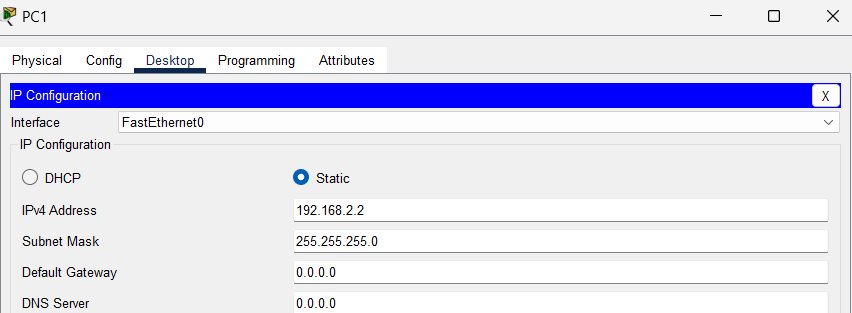 PC1
Physical Config Desktop Programming Attributes
IP Configuration X
Interface FastEthernet0
IP Configuration
DHCP Static
IPv4 Address 192.168.2.2
Subnet Mask 255.255.255.0
Default Gateway 0.0.0.0
DNS Server 0.0.0.0